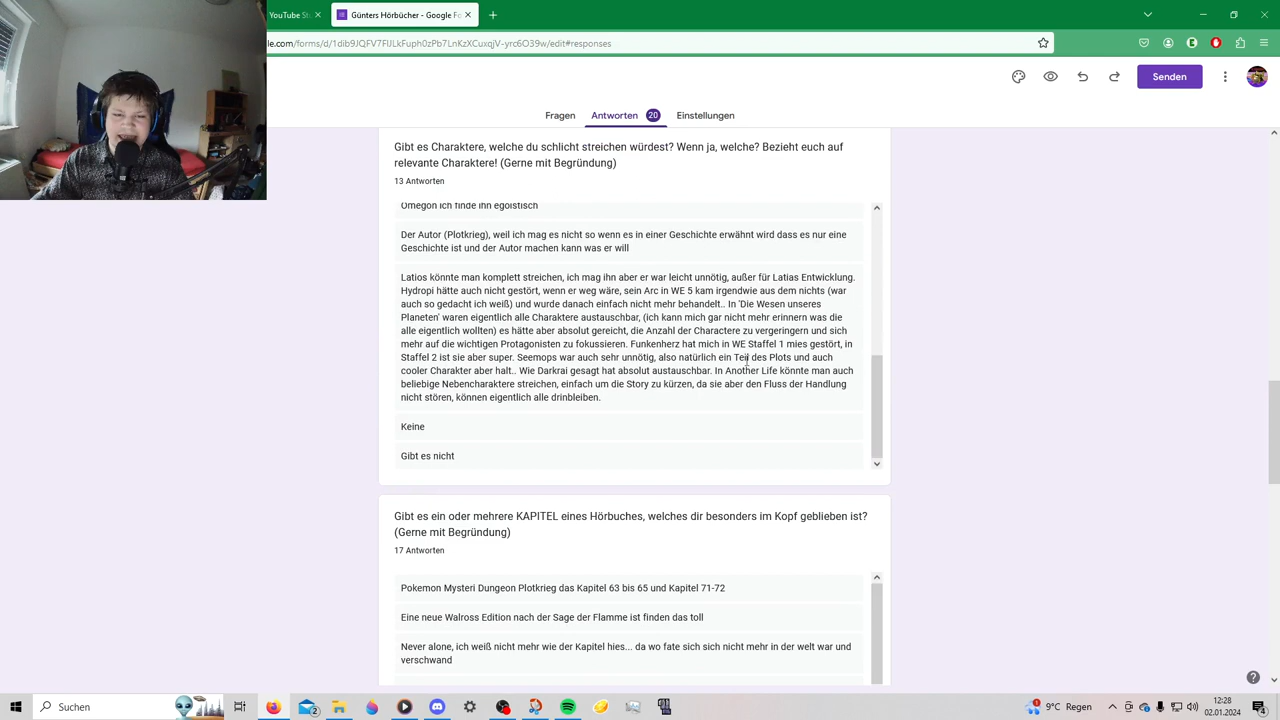 YouTube St
Günters Hörbücher - Google Fo
le.com/forms/d/1dib9JQFV7FIJLkFuph0zPb7LnKzXCuxqjV-yrc6O39w/edit#responses
Senden
Fragen
Antworten 20
Einstellungen
Gibt es Charaktere, welche du schlicht streichen würdest? Wenn ja, welche? Bezieht euch auf
relevante Charaktere! (Gerne mit Begründung)
13 Antworten
Omegon ich finde ihn egoistisch
Der Autor (Plotkrieg), weil ich mag es nicht so wenn es in einer Geschichte erwähnt wird dass es nur eine
Geschichte ist und der Autor machen kann was er will
Latios könnte man komplett streichen, ich mag ihn aber er war leicht unnötig, außer für Latias Entwicklung.
Hydropi hätte auch nicht gestört, wenn er weg wäre, sein Arc in WE 5 kam irgendwie aus dem nichts (war
auch so gedacht ich weiß) und wurde danach einfach nicht mehr behandelt.. In 'Die Wesen unseres
Planeten' waren eigentlich alle Charaktere austauschbar, (ich kann mich gar nicht mehr erinnern was die
alle eigentlich wollten) es hätte aber absolut gereicht, die Anzahl der Charactere zu vergeringern und sich
mehr auf die wichtigen Protagonisten zu fokussieren. Funkenherz hat mich in WE Staffel 1 mies gestört, in
Staffel 2 ist sie aber super. Seemops war auch sehr unnötig, also natürlich ein Teil des Plots und auch
cooler Charakter aber halt.. Wie Darkrai gesagt hat absolut austauschbar. In Another Life könnte man auch
beliebige Nebencharaktere streichen, einfach um die Story zu kürzen, da sie aber den Fluss der Handlung
nicht stören, können eigentlich alle drinbleiben.
Keine
Gibt es nicht
Gibt es ein oder mehrere KAPITEL eines Hörbuches, welches dir besonders im Kopf geblieben ist?
(Gerne mit Begründung)
17 Antworten
Pokemon Mysteri Dungeon Plotkrieg das Kapitel 63 bis 65 und Kapitel 71-72
Eine neue Walross Edition nach der Sage der Flamme ist finden das toll
Never alone, ich weiß nicht mehr wie der Kapitel hies... da wo fate sich sich nicht mehr in der welt war und
verschwand
Suchen
2
9°C Regen
12:28
02.01.2024